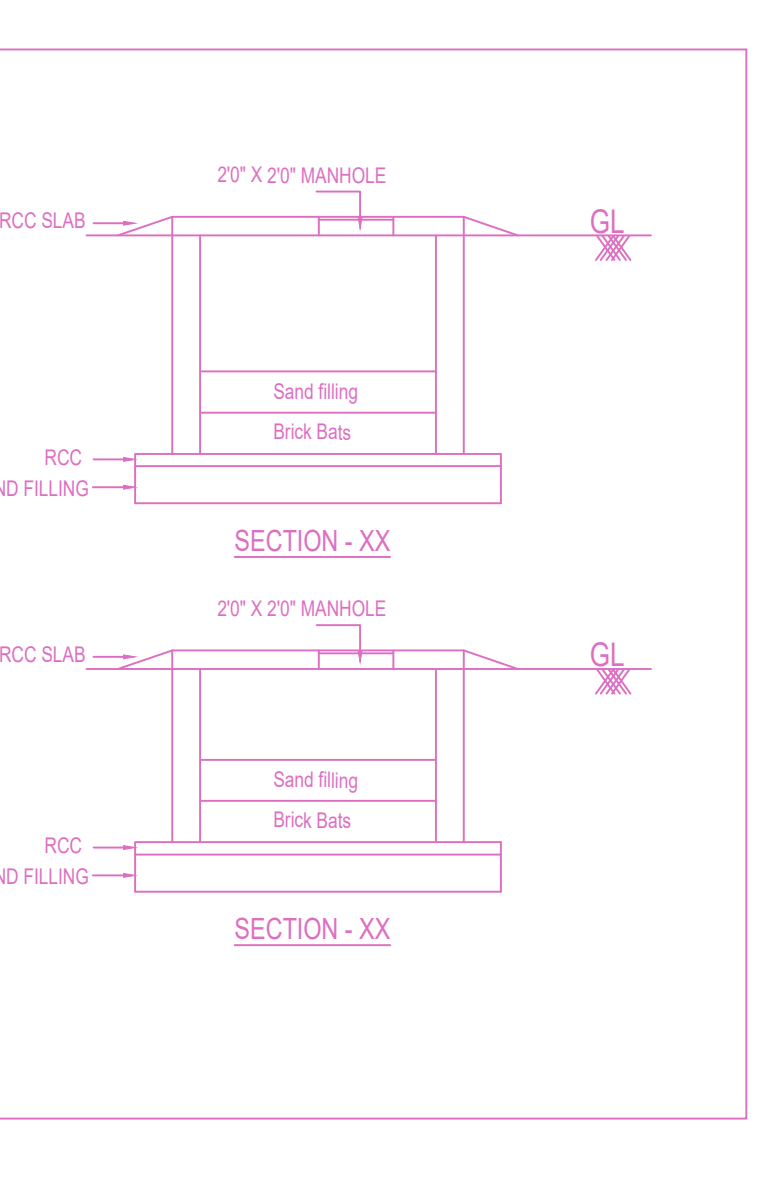 2'0" X 2'0" MANHOLE
RCC SLAB
GL
Sand filling
Brick Bats
RCC
ND FILLING
SECTION - XX
2'0" X 2'0" MANHOLE
RCC SLAB
GL
Sand filling
Brick Bats
RCC
ND FILLING
SECTION - XX